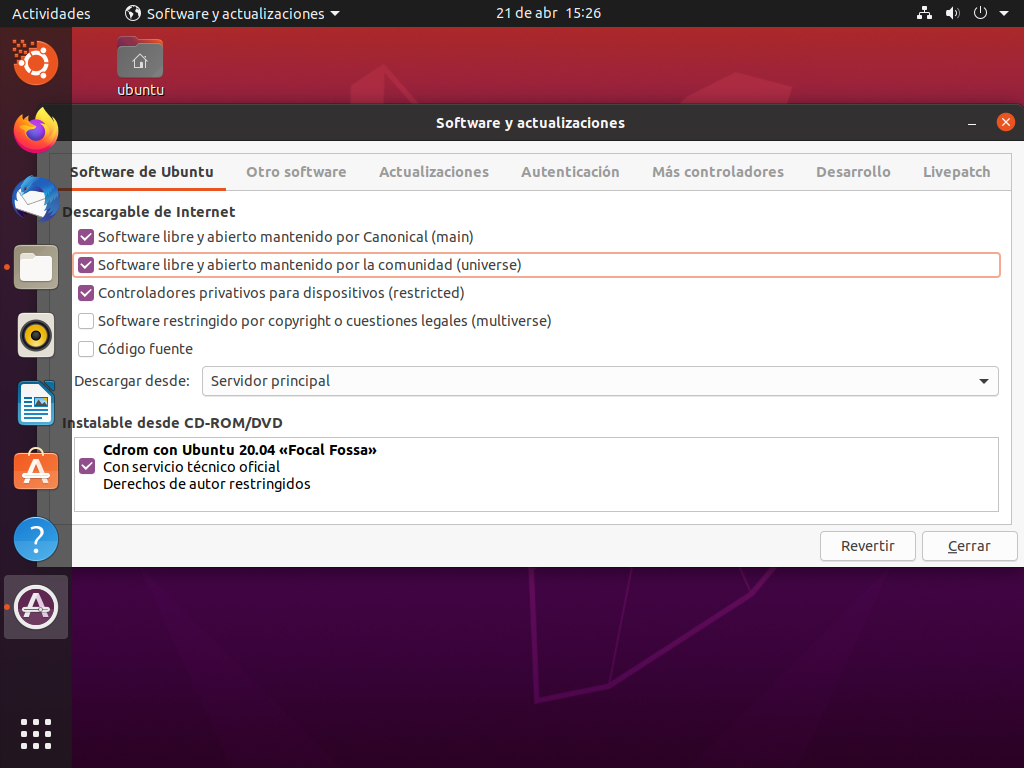 Actividades
Software y actualizaciones
21 de abr 15:26
ubuntu
Software y actualizaciones
Software de Ubuntu
Otro software
Actualizaciones
Autenticación
Más controladores
Desarrollo
Livepatch
Descargable de Internet
Software libre y abierto mantenido por Canonical (main)
Software libre y abierto mantenido por la comunidad (universe)
Controladores privativos para dispositivos (restricted)
Software restringido por copyright o cuestiones legales (multiverse)
Código fuente
Descargar desde:
Servidor principal
Instalable desde CD-ROM/DVD
Cdrom con Ubuntu 20.04 «Focal Fossa»
Con servicio técnico oficial
Derechos de autor restringidos
Revertir
Cerrar